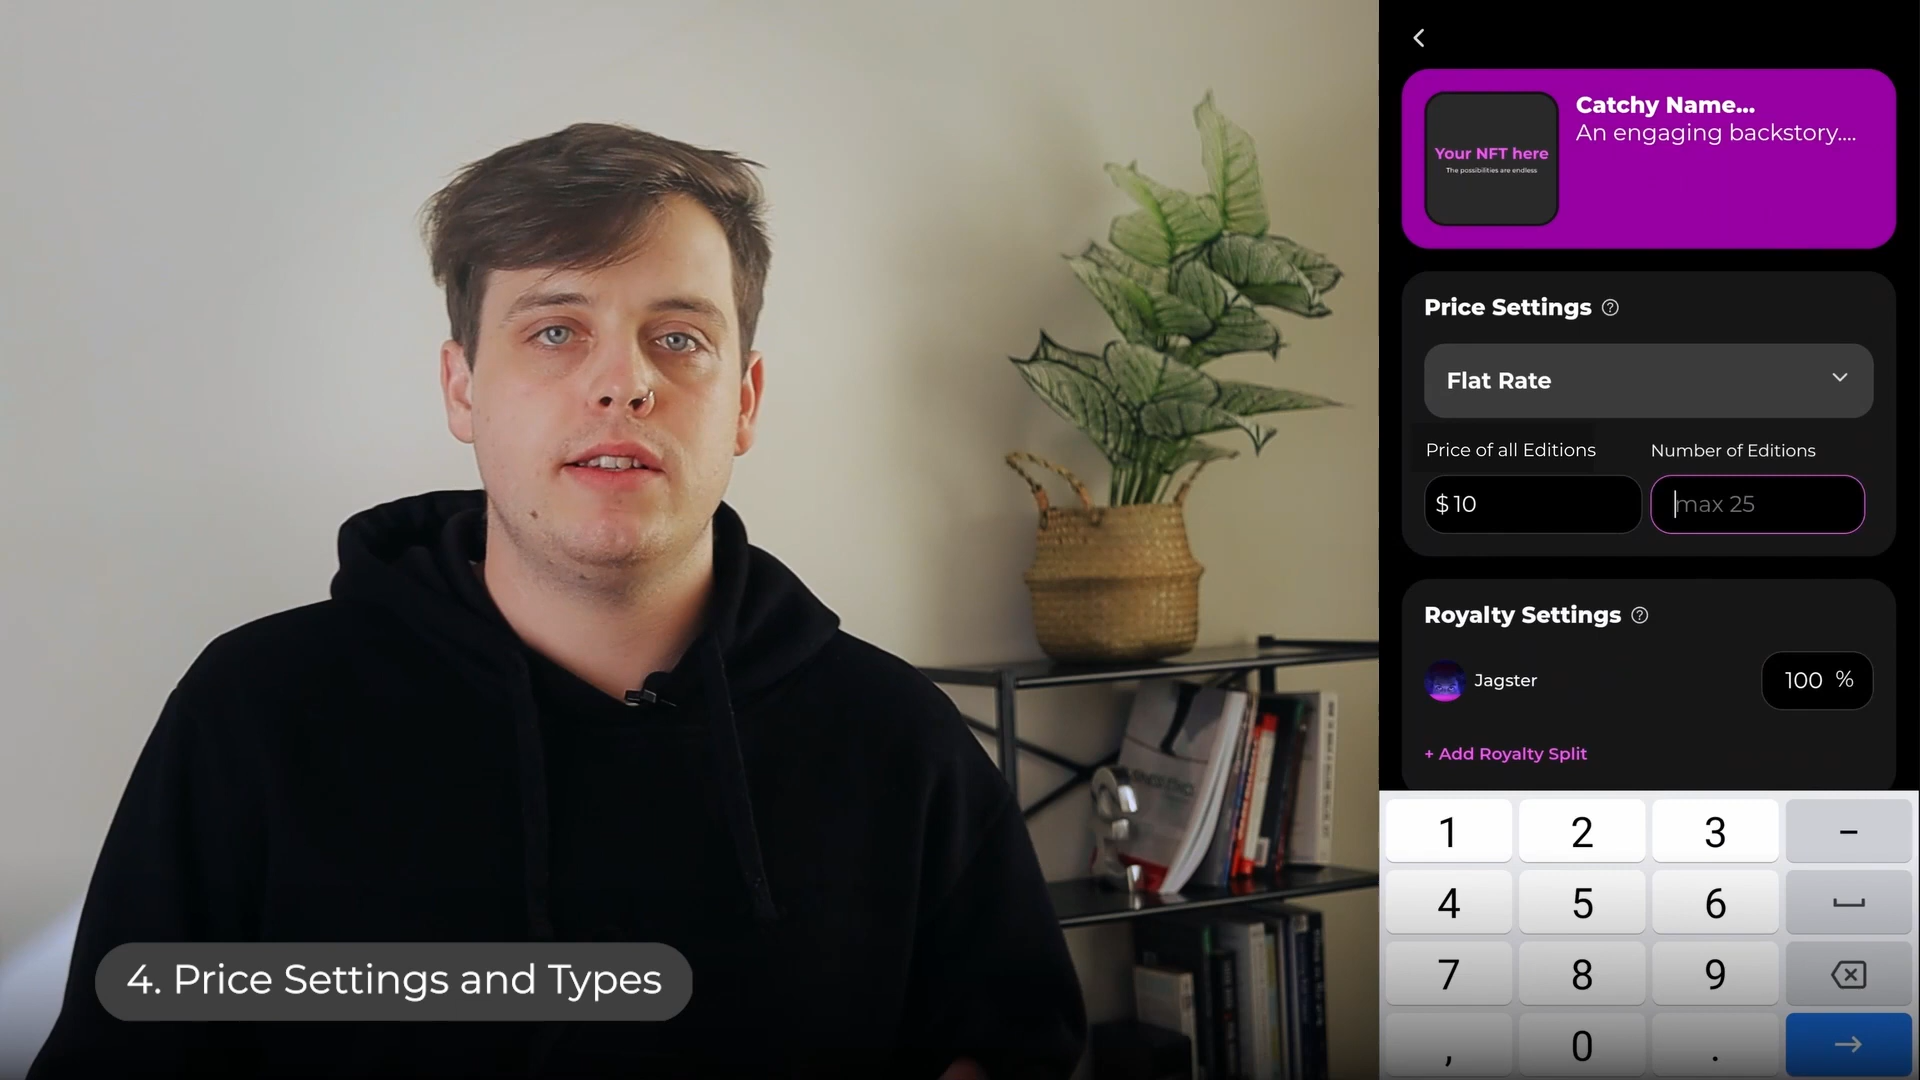 4. Price Settings and Types
Catchy Name...
An engaging backstory....
Your NFT here
The possibilities are endless
Price Settings ?
Flat Rate
Price of all Editions
Number of Editions
$ 10
max 25
Royalty Settings ?
Jagster
100 %
+ Add Royalty Split
1 2 3 -
4 5 6
7 8 9
, 0 .